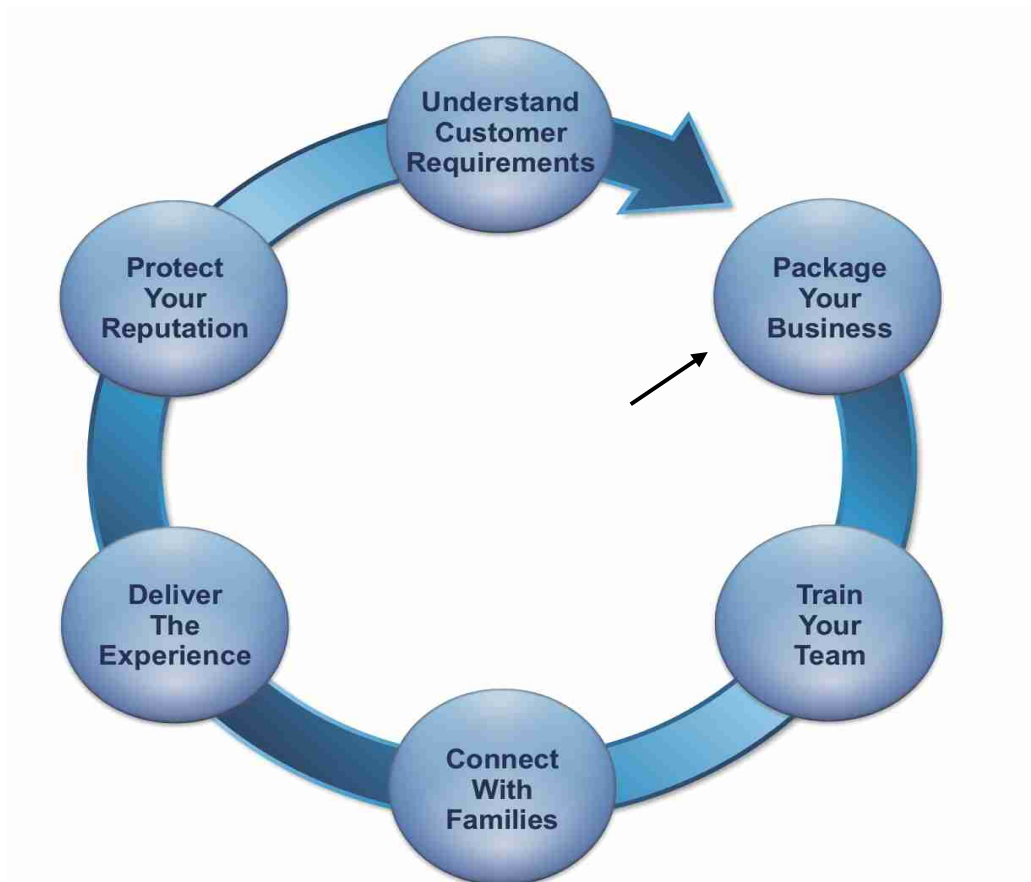 Understand
Customer
Requirements
Package
Your
Business
Train
Your
Team
Connect
With
Families
Deliver
The
Experience
Protect
Your
Reputation